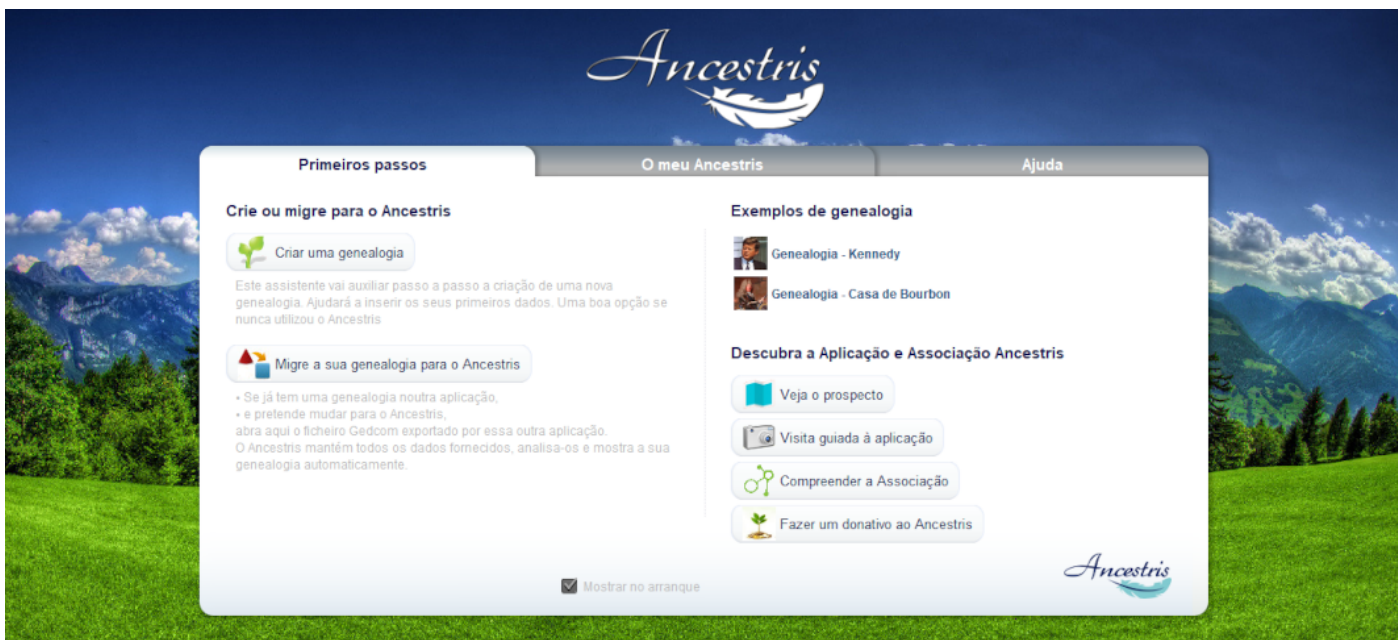 Ancestris
Primeiros passos
O meu Ancestris
Ajuda
Crie ou migre para o Ancestris
Criar uma genealogia
Este assistente vai auxiliar passo a passo a criação de uma nova
genealogia. Ajudará a inserir os seus primeiros dados. Uma boa opção se
nunca utilizou o Ancestris
Migre a sua genealogia para o Ancestris
• Se já tem uma genealogia noutra aplicação,
• e pretende mudar para o Ancestris,
abra aqui o ficheiro Gedcom exportado por essa outra aplicação.
O Ancestris mantém todos os dados fornecidos, analisa-os e mostra a sua
genealogia automaticamente.
Exemplos de genealogia
Genealogia - Kennedy
Genealogia - Casa de Bourbon
Descubra a Aplicação e Associação Ancestris
Veja o prospecto
Visita guiada á aplicação
Compreender a Associação
Fazer um donativo ao Ancestris
Mostrar no arranque
Ancestris